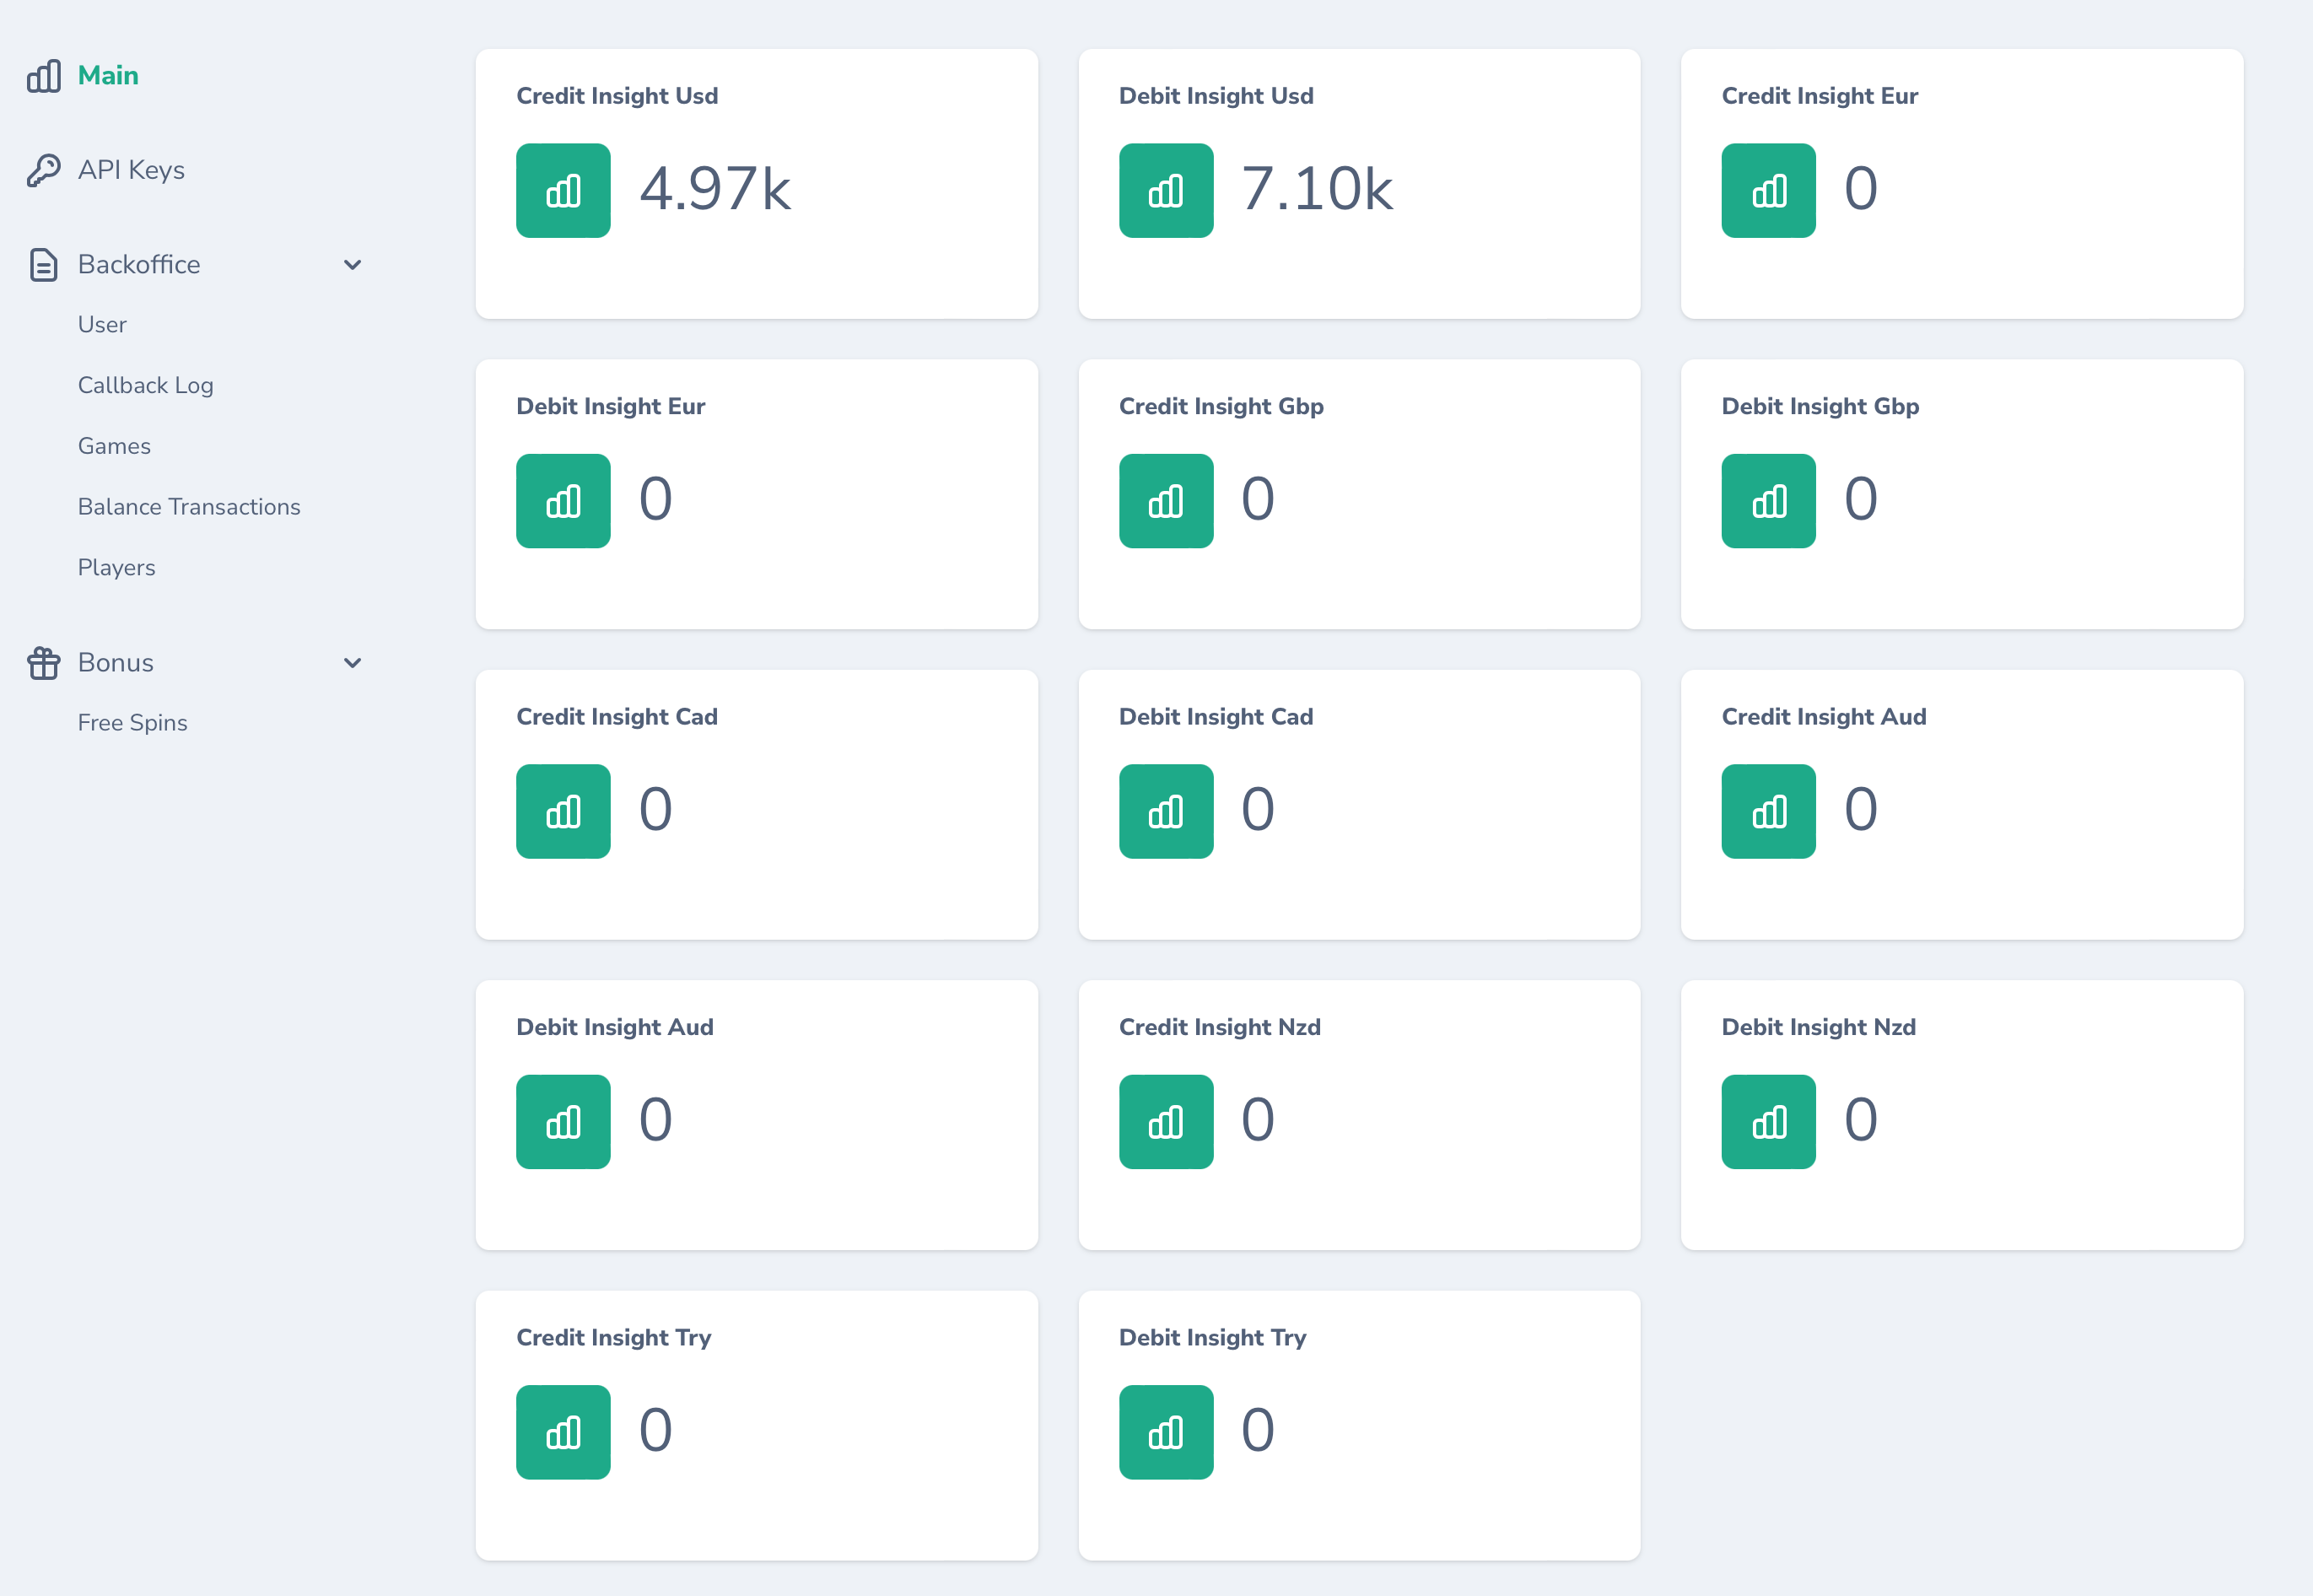 Main
API Keys
Backoffice
User
Callback Log
Games
Balance Transactions
Players
Bonus
Free Spins
Credit Insight Usd
4.97k
Debit Insight Usd
7.10k
Credit Insight Eur
0
Debit Insight Eur
0
Credit Insight Gbp
0
Debit Insight Gbp
0
Credit Insight Cad
0
Debit Insight Cad
0
Credit Insight Aud
0
Debit Insight Aud
0
Credit Insight Nzd
0
Debit Insight Nzd
0
Credit Insight Try
0
Debit Insight Try
0